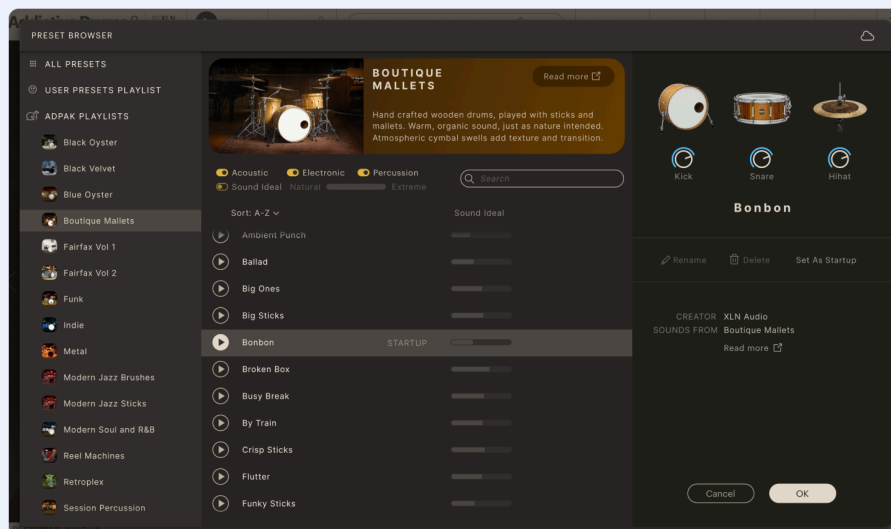 PRESET BROWSER
ALL PRESETS
USER PRESETS PLAYLIST
ADPAK PLAYLISTS
Black Oyster
Black Velvet
Blue Oyster
Boutique Mallets
Fairfax Vol 1
Fairfax Vol 2
Funk
Indie
Metal
Modern Jazz Brushes
Modern Jazz Sticks
Modern Soul and R&B
Reel Machines
Retroplex
Session Percussion
BOUTIQUE
MALLETS
Read more
Hand crafted wooden drums, played with sticks and
mallets. Warm, organic sound, just as nature intended.
Atmospheric cymbal swells add texture and transition.
Acoustic Electronic Percussion
Sound Ideal Natural Extreme
Search
Sort: A-Z Sound Ideal
Ambient Punch
Ballad
Big Ones
Big Sticks
Bonbon STARTUP
Broken Box
Busy Break
By Train
Crisp Sticks
Flutter
Funky Sticks
Kick Snare Hihat
Bonbon
Rename Delete Set As Startup
CREATOR XLN Audio
SOUNDS FROM Boutique Mallets
Read more
Cancel OK